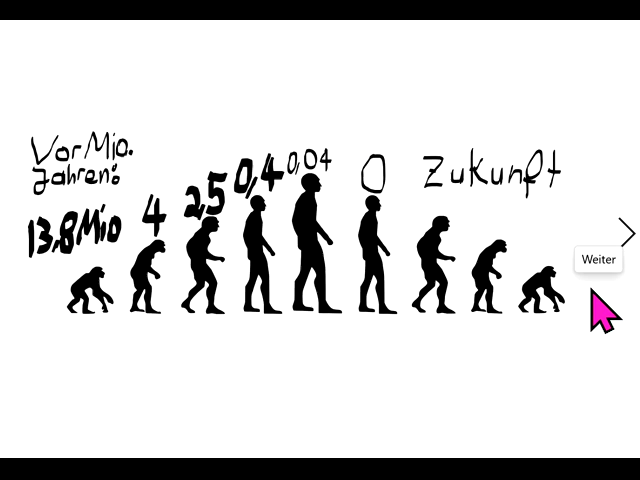 Vor Mio.
Jahren:
13,8Mio
4
2,5
0,4
0,04
0
Zukunft
Weiter